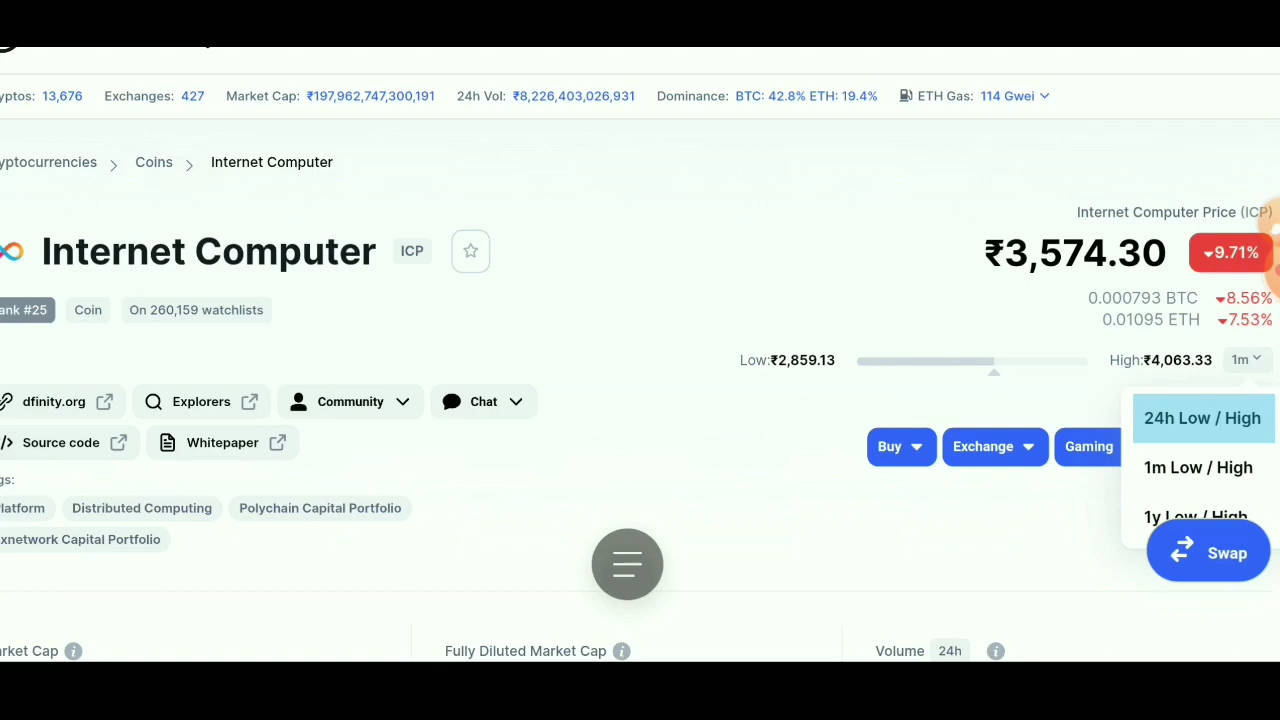 yptos: 13,676 Exchanges: 427 Market Cap: ₹197,962,747,300,191 24h Vol: ₹8,226,403,026,931 Dominance: BTC: 42.8% ETH: 19.4% ETH Gas: 114 Gwei
yptocurrencies > Coins > Internet Computer
Internet Computer Price (ICP)
Internet Computer ICP ₹3,574.30 9.71%
0.000793 BTC 8.56%
ank #25 Coin On 260,159 watchlists
0.01095 ETH 7.53%
Low:₹2,859.13 High:₹4,063.33 1m
dfinity.org Explorers Community Chat
24h Low / High
Source code Whitepaper
Buy Exchange Gaming
1m Low / High
gs:
latform Distributed Computing Polychain Capital Portfolio
1y Low / High
xnetwork Capital Portfolio
Swap
rket Cap Fully Diluted Market Cap Volume 24h